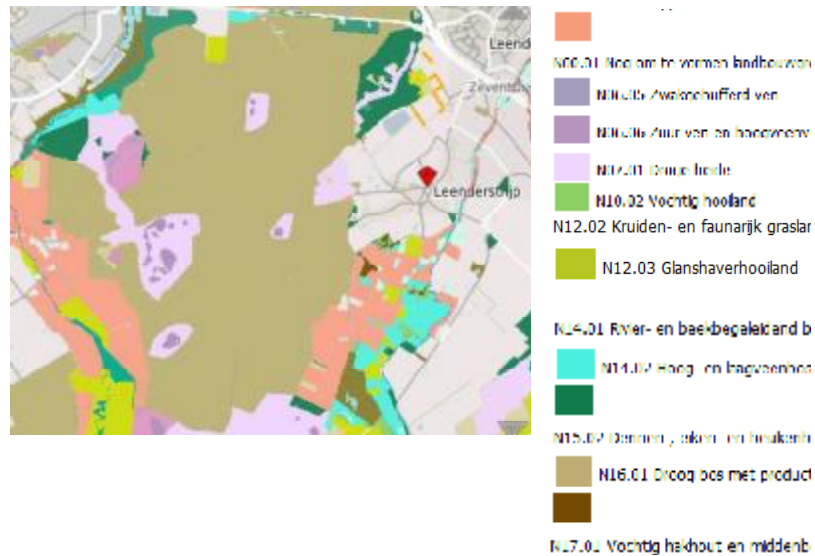 Leend
Zevenhuiz
Leenderstrijp
N00.01 Nog om te vormen landbouwgr
N06.05 Zwakgebufferd ven
N06.06 Zuur ven en hoogveenv
N07.01 Droge heide
N10.02 Vochtig hooiland
N12.02 Kruiden- en faunarijk graslan
N12.03 Glanshaverhooiland
N14.01 Rivier- en beekbegeleidend b
N14.02 Hoog- en laagveenbos
N15.02 Dennen-, eiken- en beukenb
N16.01 Droog bos met product
N17.01 Vochtig hakhout en middenb